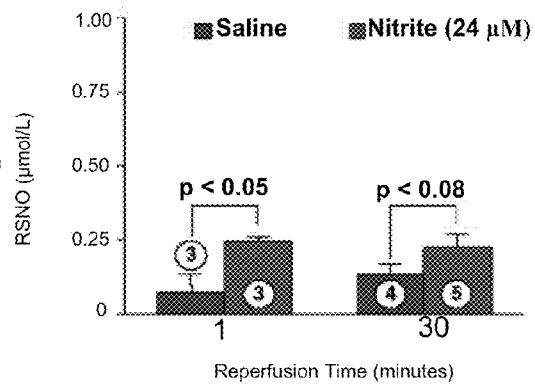 1.00
0.75
0.50
0.25
0
RSNO (µmol/L)
Saline
Nitrite (24 µM)
p < 0.05
p < 0.08
3
3
4
5
1
30
Reperfusion Time (minutes)